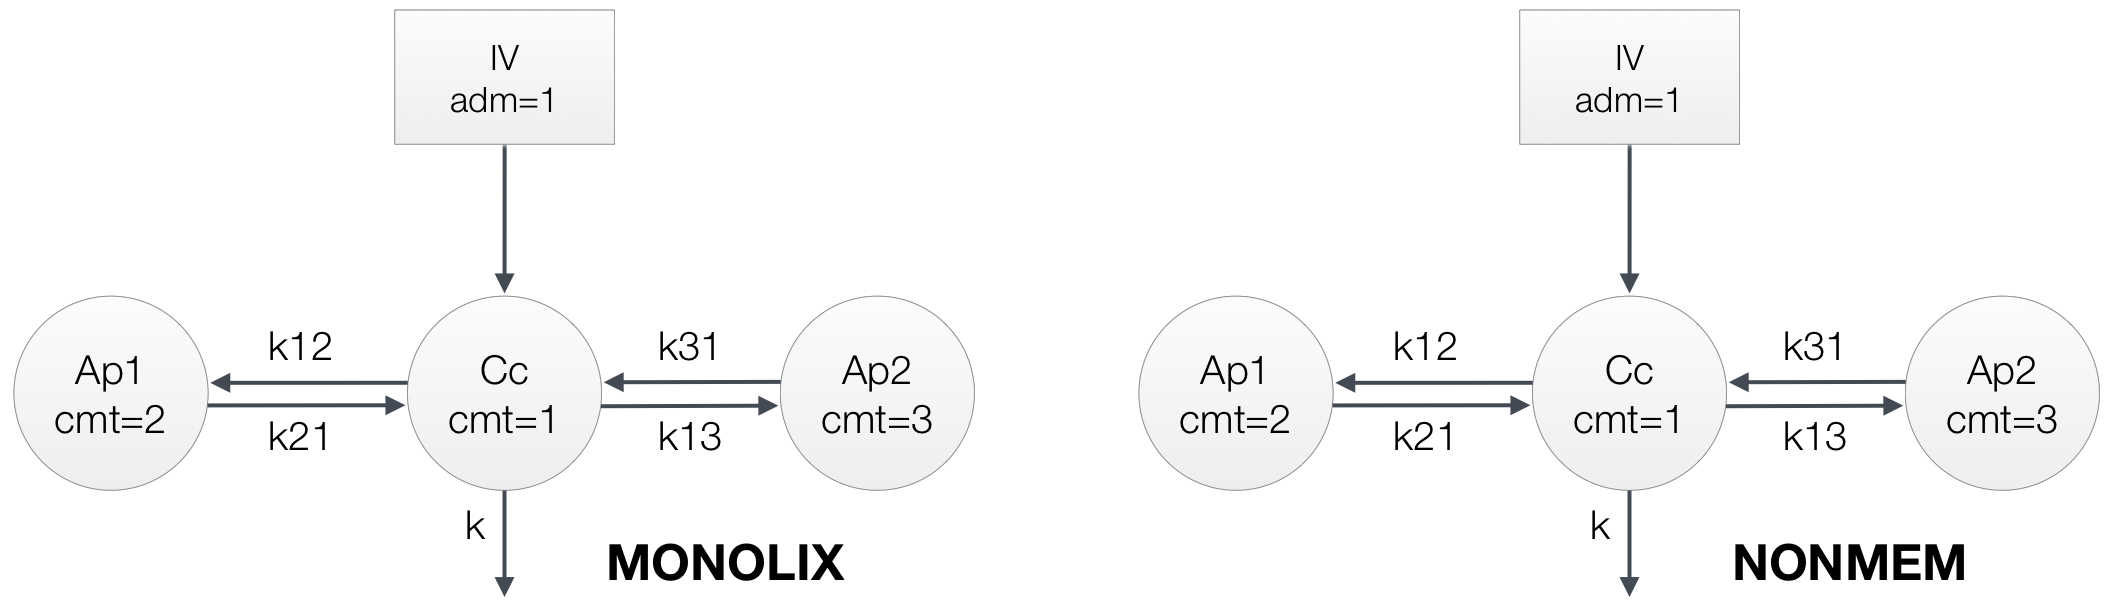 IV
adm=1
k12
k31
Ap1
cmt=2
Cc
cmt=1
Ap2
cmt=3
k21
k13
k
MONOLIX
IV
adm=1
k12
k31
Ap1
cmt=2
Cc
cmt=1
Ap2
cmt=3
k21
k13
k
NONMEM